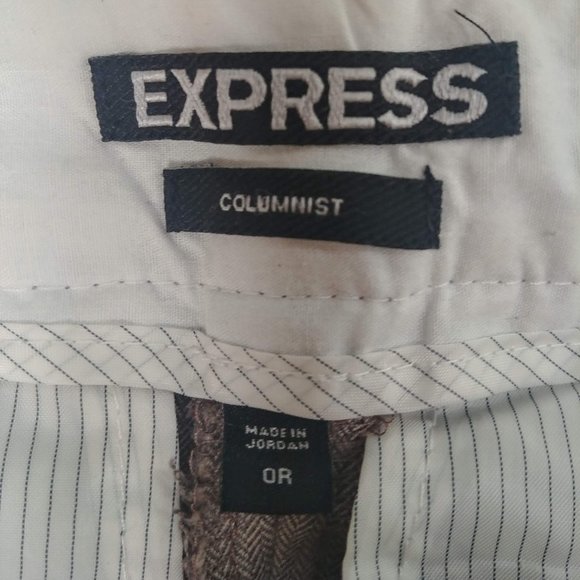 EXPRESS
COLUMNIST
MADE IN
JORDAN
0R